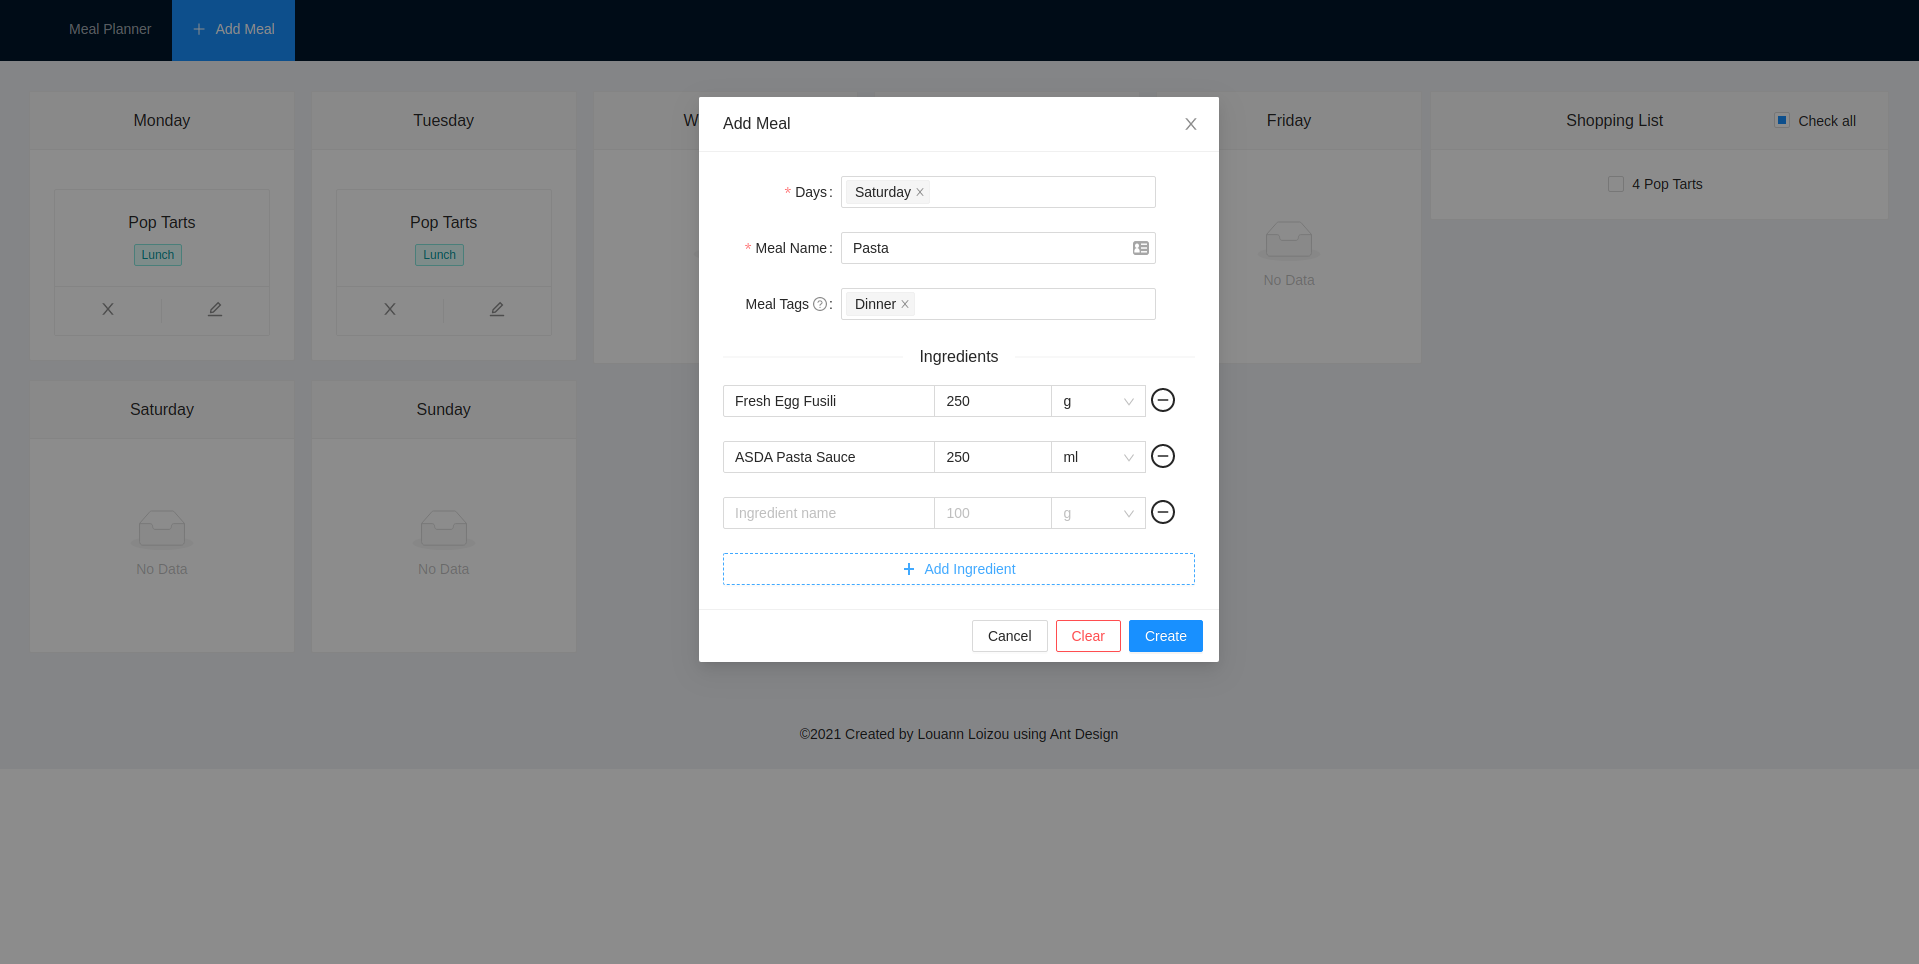 Meal Planner
Add Meal
Monday
Tuesday
W
Friday
Shopping List
Check all
Pop Tarts
Lunch
Pop Tarts
Lunch
No Data
4 Pop Tarts
Saturday
Sunday
No Data
No Data
Add Meal
* Days:
Saturday
* Meal Name:
Pasta
Meal Tags ?:
Dinner
Ingredients
Fresh Egg Fusili
250
g
ASDA Pasta Sauce
250
ml
Ingredient name
100
g
Add Ingredient
Cancel
Clear
Create
©2021 Created by Louann Loizou using Ant Design